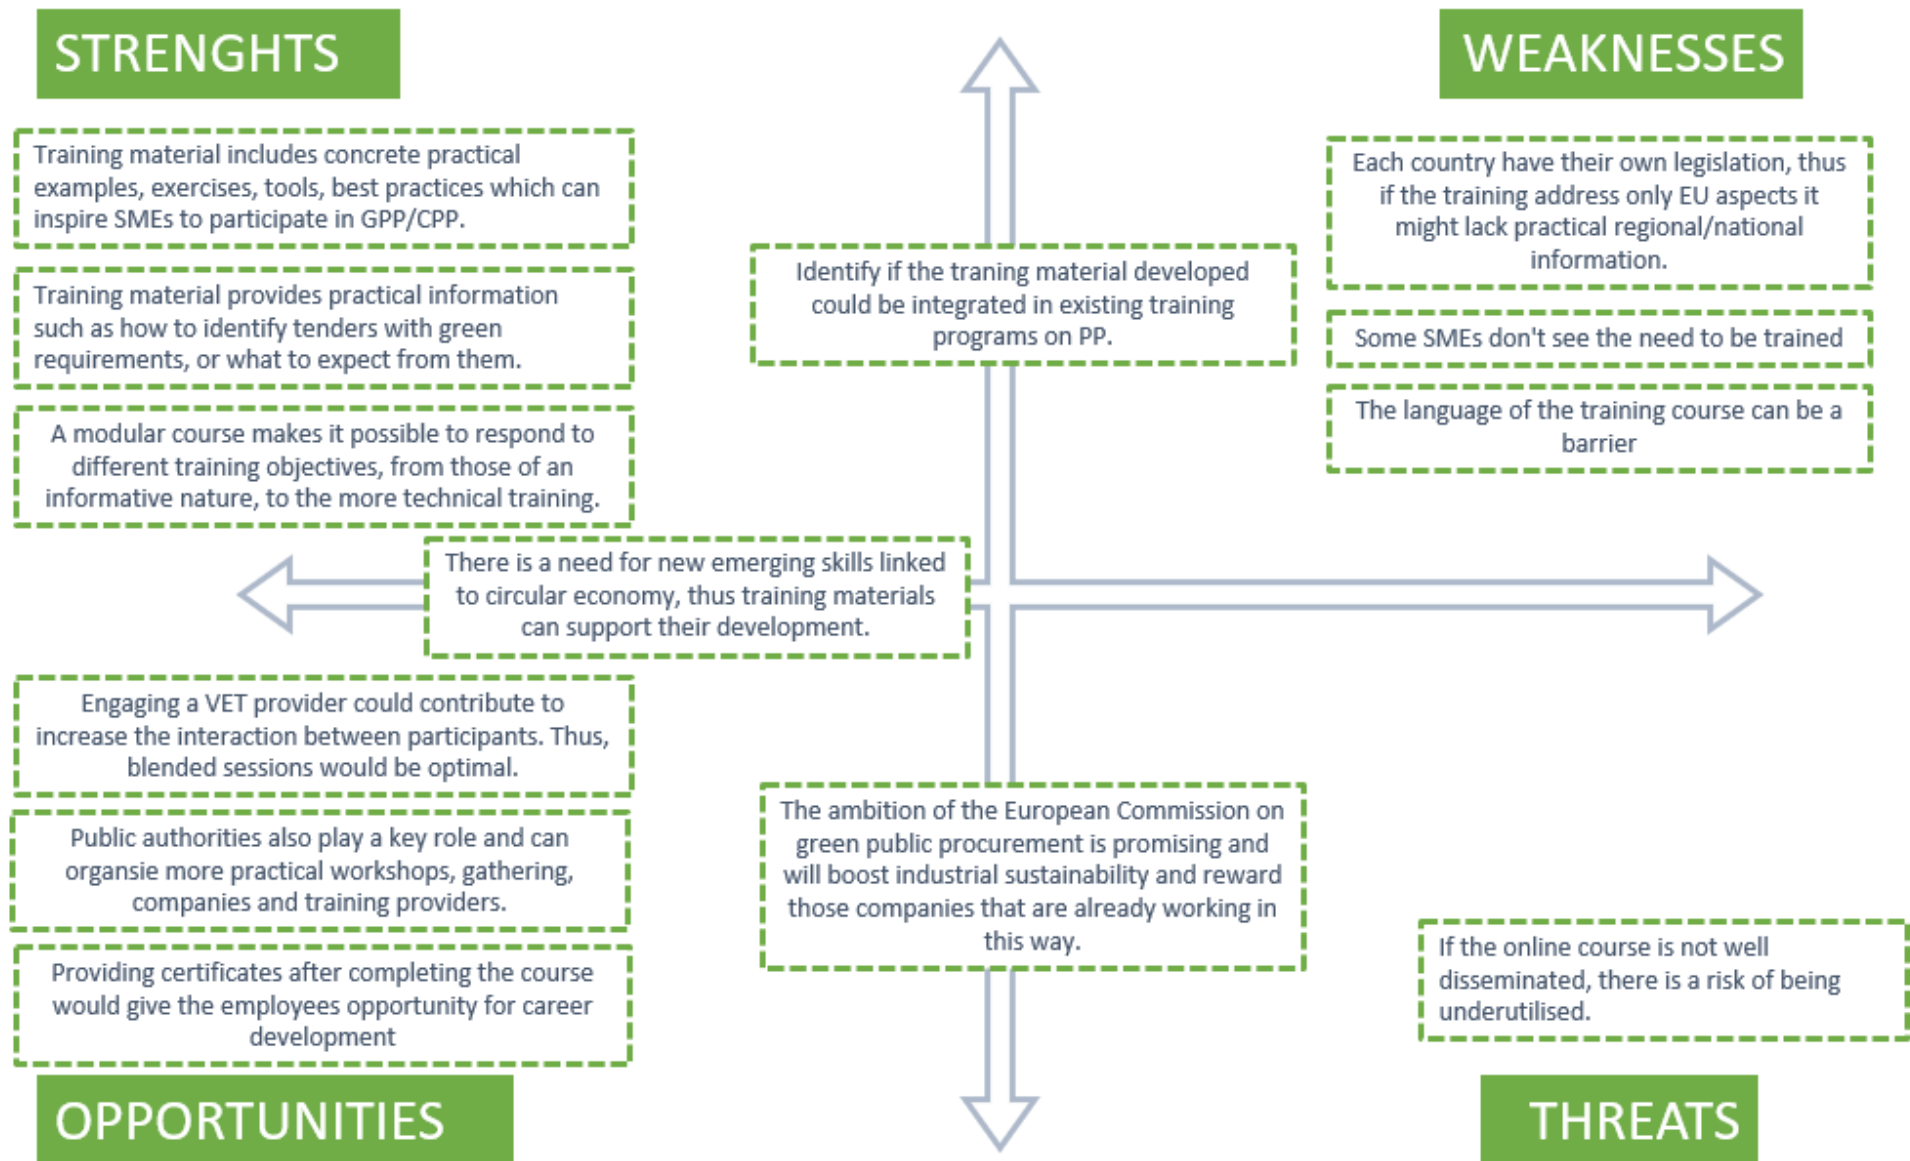 STRENGHTS
Training material includes concrete practical
examples, exercises, tools, best practices which can
inspire SMEs to participate in GPP/CPP.
Training material provides practical information
such as how to identify tenders with green
requirements, or what to expect from them.
A modular course makes it possible to respond to
different training objectives, from those of an
informative nature, to the more technical training.
WEAKNESSES
Each country have their own legislation, thus
if the training address only EU aspects it
might lack practical regional/national
information.
Some SMEs don't see the need to be trained
The language of the training course can be a
barrier
Identify if the traning material developed
could be integrated in existing training
programs on PP.
There is a need for new emerging skills linked
to circular economy, thus training materials
can support their development.
Engaging a VET provider could contribute to
increase the interaction between participants. Thus,
blended sessions would be optimal.
Public authorities also play a key role and can
organsie more practical workshops, gathering,
companies and training providers.
Providing certificates after completing the course
would give the employees opportunity for career
development
OPPORTUNITIES
The ambition of the European Commission on
green public procurement is promising and
will boost industrial sustainability and reward
those companies that are already working in
this way.
If the online course is not well
disseminated, there is a risk of being
underutilised.
THREATS